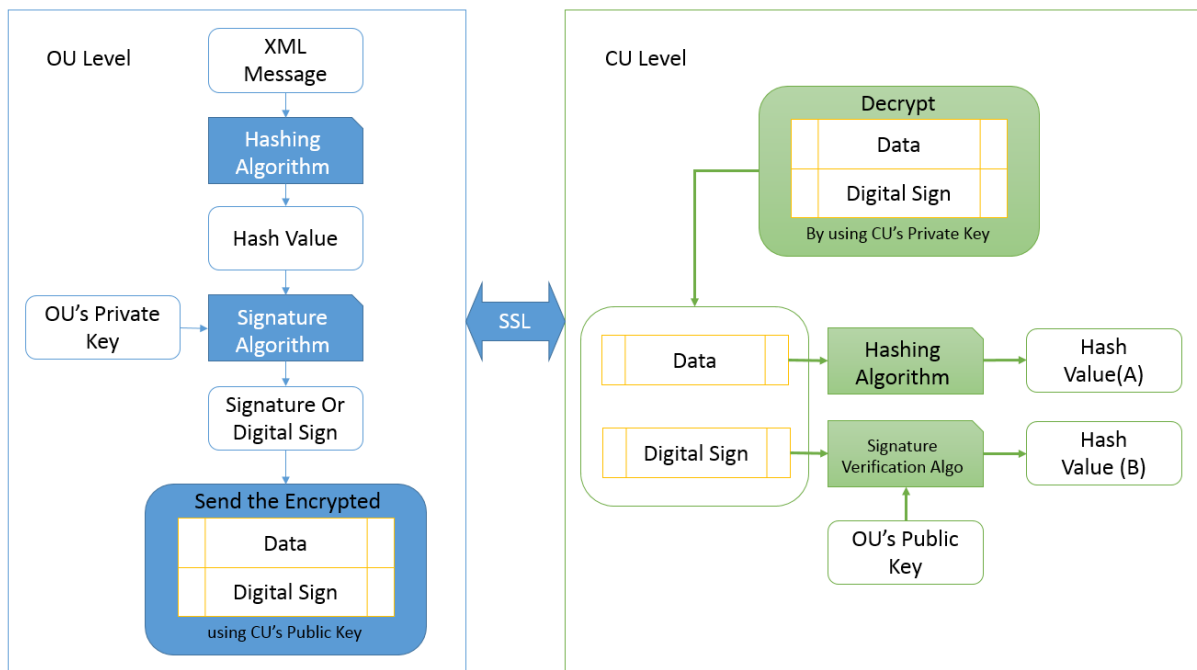 OU Level
XML
Message
Hashing
Algorithm
Hash Value
OU's Private
Key
Signature
Algorithm
Signature Or
Digital Sign
Send the Encrypted
Data
Digital Sign
using CU's Public Key
SSL
CU Level
Decrypt
Data
Digital Sign
By using CU's Private Key
Data
Hashing
Algorithm
Hash
Value(A)
Digital Sign
Signature
Verification Algo
Hash
Value (B)
OU's Public
Key